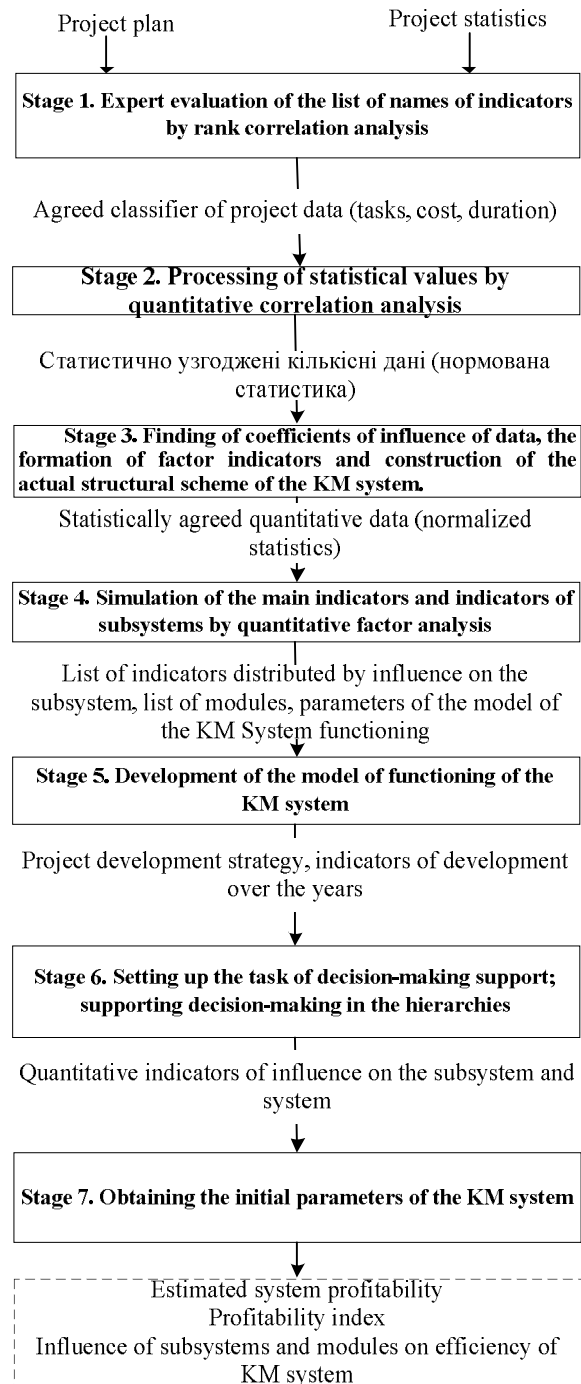 Project plan
Project statistics
Stage 1. Expert evaluation of the list of names of indicators
by rank correlation analysis
Agreed classifier of project data (tasks, cost, duration)
Stage 2. Processing of statistical values by
quantitative correlation analysis
Статистично узгоджені кількісні дані (нормована
статистика)
Stage 3. Finding of coefficients of influence of data, the
formation of factor indicators and construction of the
actual structural scheme of the KM system.
Statistically agreed quantitative data (normalized
statistics)
Stage 4. Simulation of the main indicators and indicators of
subsystems by quantitative factor analysis
List of indicators distributed by influence on the
subsystem, list of modules, parameters of the model of
the KM System functioning
Stage 5. Development of the model of functioning of the
KM system
Project development strategy, indicators of development
over the years
Stage 6. Setting up the task of decision-making support;
supporting decision-making in the hierarchies
Quantitative indicators of influence on the subsystem and
system
Stage 7. Obtaining the initial parameters of the KM system
Estimated system profitability
Profitability index
Influence of subsystems and modules on efficiency of
KM system